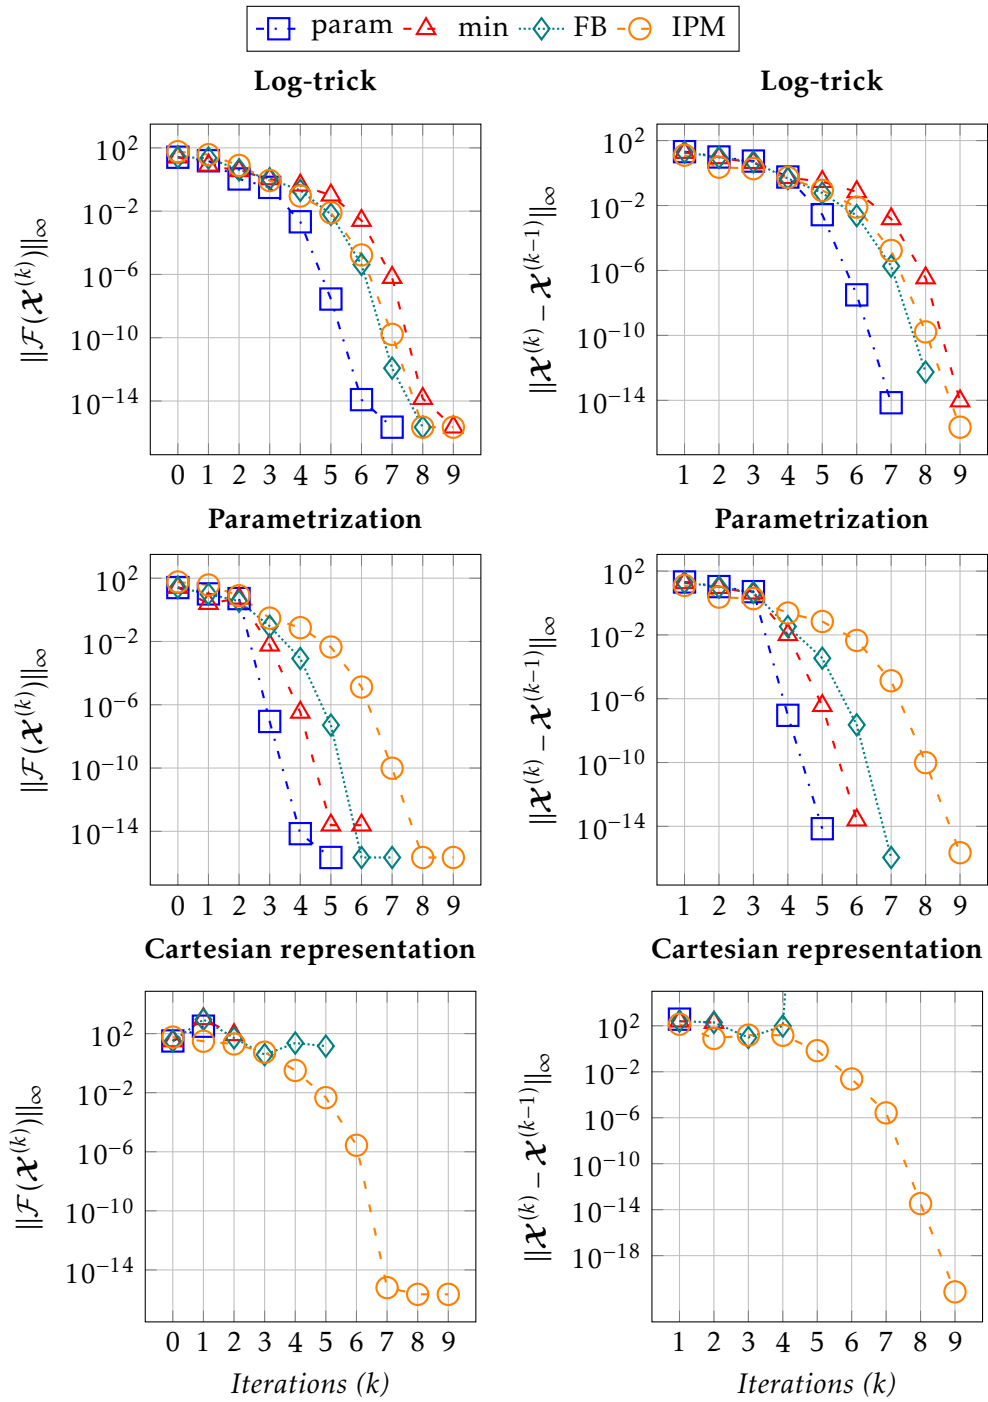 param min FB IPM
Log-trick
‖𝓕(𝓧^(k))‖∞
10^2
10^−2
10^−6
10^−10
10^−14
0 1 2 3 4 5 6 7 8 9
Log-trick
‖𝓧^(k) − 𝓧^(k−1)‖∞
10^2
10^−2
10^−6
10^−10
10^−14
1 2 3 4 5 6 7 8 9
Parametrization
‖𝓕(𝓧^(k))‖∞
10^2
10^−2
10^−6
10^−10
10^−14
0 1 2 3 4 5 6 7 8 9
Parametrization
‖𝓧^(k) − 𝓧^(k−1)‖∞
10^2
10^−2
10^−6
10^−10
10^−14
1 2 3 4 5 6 7 8 9
Cartesian representation
‖𝓕(𝓧^(k))‖∞
10^2
10^−2
10^−6
10^−10
10^−14
0 1 2 3 4 5 6 7 8 9
Iterations (k)
Cartesian representation
‖𝓧^(k) − 𝓧^(k−1)‖∞
10^2
10^−2
10^−6
10^−10
10^−14
10^−18
1 2 3 4 5 6 7 8 9
Iterations (k)